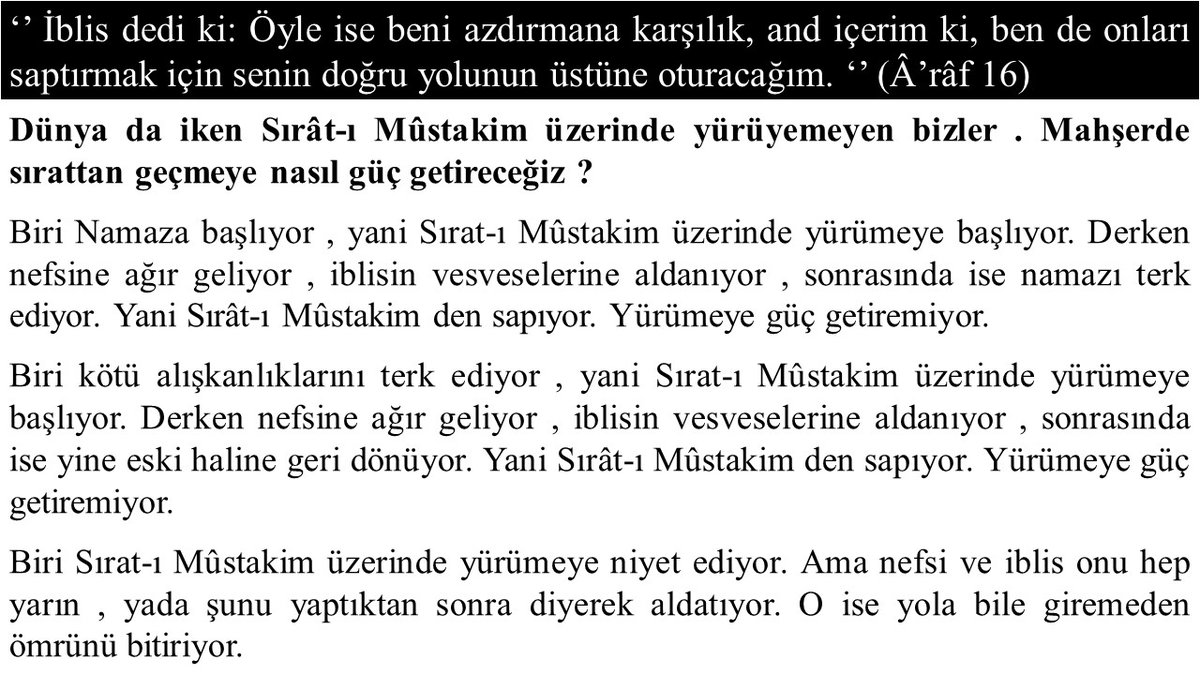 ‘’ İblis dedi ki: Öyle ise beni azdırmana karşılık, and içerim ki, ben de onları
saptırmak için senin doğru yolunun üstüne oturacağım. ‘’ (Â’râf 16)
Dünya da iken Sırât-ı Mûstakim üzerinde yürüyemeyen bizler . Mahşerde
sırattan geçmeye nasıl güç getireceğiz ?
Biri Namaza başlıyor , yani Sırat-ı Mûstakim üzerinde yürümeye başlıyor. Derken
nefsine ağır geliyor , iblisin vesveselerine aldanıyor , sonrasında ise namazı terk
ediyor. Yani Sırât-ı Mûstakim den sapıyor. Yürümeye güç getiremiyor.
Biri kötü alışkanlıklarını terk ediyor , yani Sırat-ı Mûstakim üzerinde yürümeye
başlıyor. Derken nefsine ağır geliyor , iblisin vesveselerine aldanıyor , sonrasında
ise yine eski haline geri dönüyor. Yani Sırât-ı Mûstakim den sapıyor. Yürümeye güç
getiremiyor.
Biri Sırat-ı Mûstakim üzerinde yürümeye niyet ediyor. Ama nefsi ve iblis onu hep
yarın , yada şunu yaptıktan sonra diyerek aldatıyor. O ise yola bile giremeden
ömrünü bitiriyor.